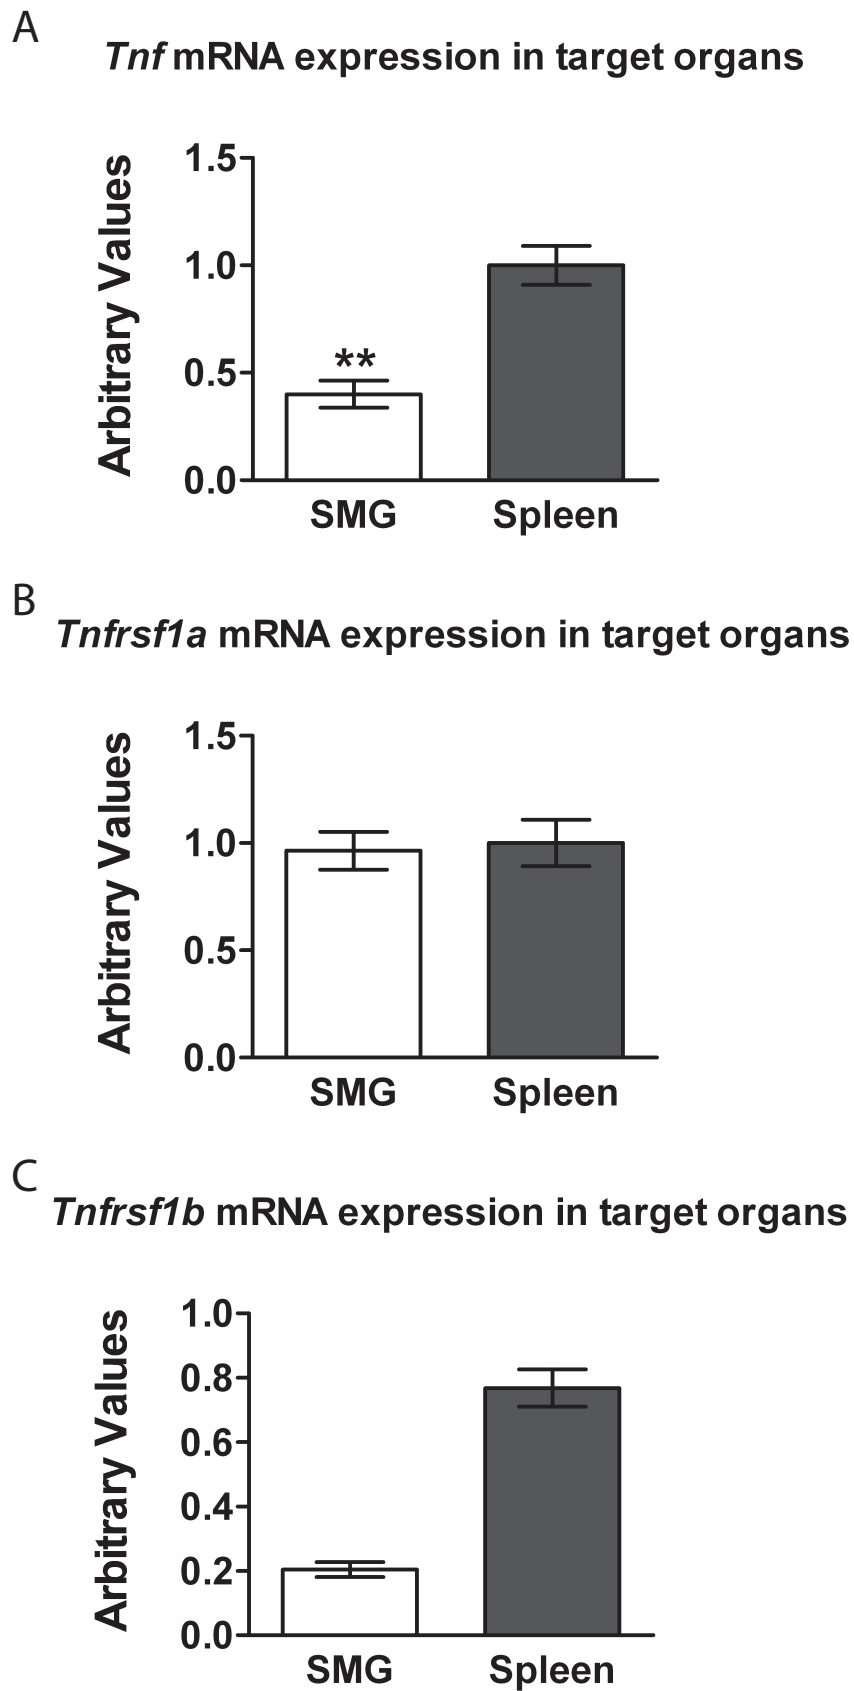 A
Tnf mRNA expression in target organs
Arbitrary Values
1.5
1.0
0.5
0.0
**
SMG Spleen
B
Tnfrsf1a mRNA expression in target organs
Arbitrary Values
1.5
1.0
0.5
0.0
SMG Spleen
C
Tnfrsf1b mRNA expression in target organs
Arbitrary Values
1.0
0.8
0.6
0.4
0.2
0.0
SMG Spleen